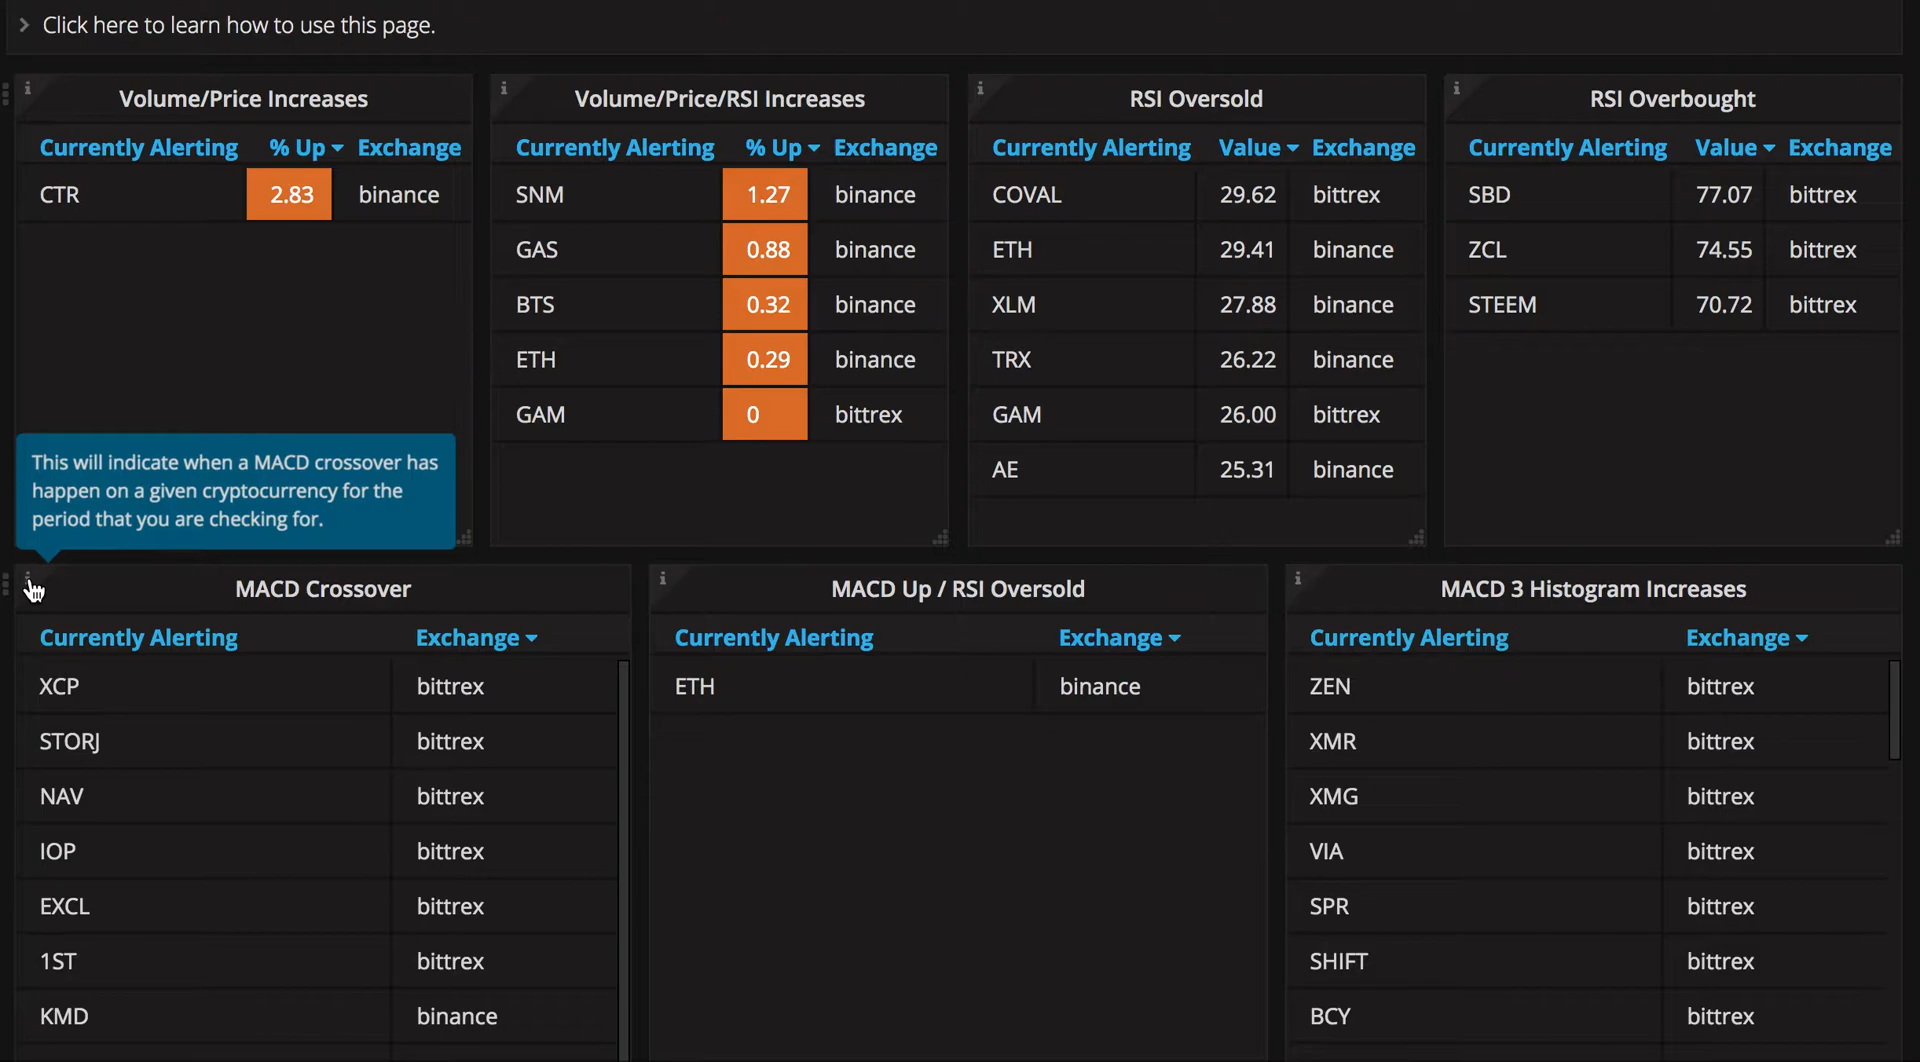 Click here to learn how to use this page.
Volume/Price Increases
Currently Alerting % Up Exchange
CTR 2.83 binance
Volume/Price/RSI Increases
Currently Alerting % Up Exchange
SNM 1.27 binance
GAS 0.88 binance
BTS 0.32 binance
ETH 0.29 binance
GAM 0 bittrex
RSI Oversold
Currently Alerting Value Exchange
COVAL 29.62 bittrex
ETH 29.41 binance
XLM 27.88 binance
TRX 26.22 binance
GAM 26.00 bittrex
AE 25.31 binance
RSI Overbought
Currently Alerting Value Exchange
SBD 77.07 bittrex
ZCL 74.55 bittrex
STEEM 70.72 bittrex
This will indicate when a MACD crossover has
happen on a given cryptocurrency for the
period that you are checking for.
MACD Crossover
Currently Alerting Exchange
XCP bittrex
STORJ bittrex
NAV bittrex
IOP bittrex
EXCL bittrex
1ST bittrex
KMD binance
MACD Up / RSI Oversold
Currently Alerting Exchange
ETH binance
MACD 3 Histogram Increases
Currently Alerting Exchange
ZEN bittrex
XMR bittrex
XMG bittrex
VIA bittrex
SPR bittrex
SHIFT bittrex
BCY bittrex